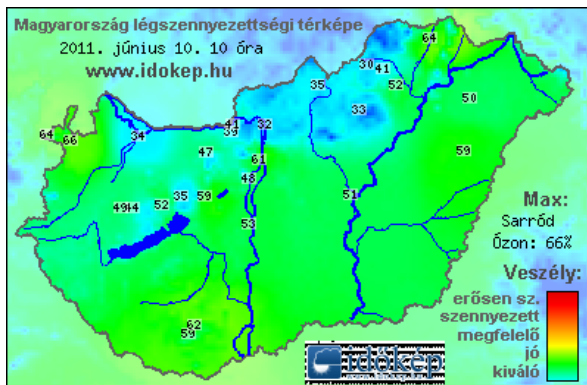 Magyarország légszennyezettségi térképe
2011. június 10. 10 óra
www.idokep.hu
64
30
41
35
52
50
33
64
66
34
41
39
32
47
61
59
48
35
59
52
49
44
51
53
62
59
Max:
Sarród
Ózon: 66%
Veszély:
erősen sz.
szennyezett
megfelelő
jó
kiváló
időkép